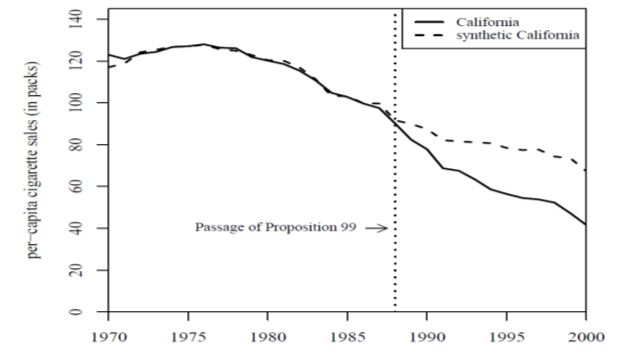 California
synthetic California
per−capita cigarette sales (in packs)
140
120
100
80
60
40
20
0
Passage of Proposition 99
1970 1975 1980 1985 1990 1995 2000